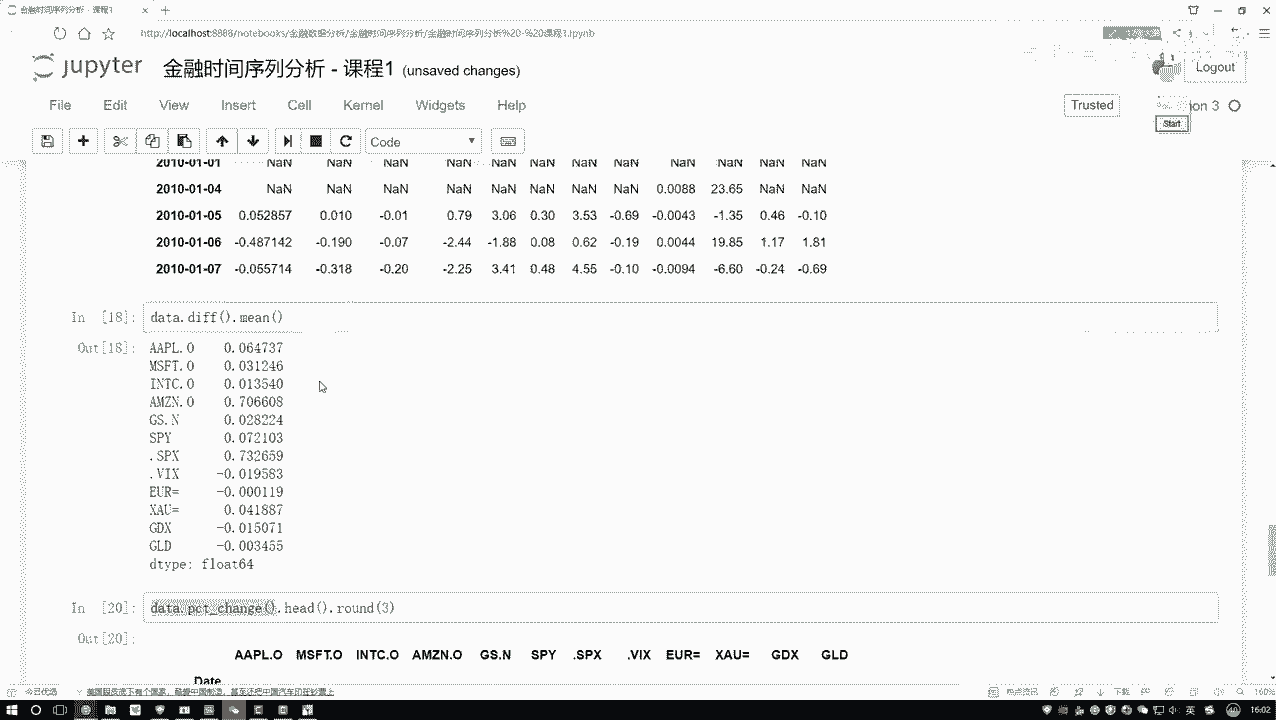 金融时间序列分析 - 课程1
http://localhost:8888/notebooks/金融数据分析/金融时间序列分析/金融时间序列分析%20-%20课程1.ipynb
jupyter 金融时间序列分析 - 课程1 (unsaved changes)
Logout
File Edit View Insert Cell Kernel Widgets Help
Trusted
on 3
Start
Code
2010-01-01 NaN NaN NaN NaN NaN NaN NaN NaN NaN NaN NaN NaN
2010-01-04 NaN NaN NaN NaN NaN NaN NaN NaN 0.0088 23.65 NaN NaN
2010-01-05 0.052857 0.010 -0.01 0.79 3.06 0.30 3.53 -0.69 -0.0043 -1.35 0.46 -0.10
2010-01-06 -0.487142 -0.190 -0.07 -2.44 -1.88 0.08 0.62 -0.19 0.0044 19.85 1.17 1.81
2010-01-07 -0.055714 -0.318 -0.20 -2.25 3.41 0.48 4.55 -0.10 -0.0094 -6.60 -0.24 -0.69
In [18]: data.diff().mean()
Out[18]: AAPL.O 0.064737
MSFT.O 0.031246
INTC.O 0.013540
AMZN.O 0.706608
GS.N 0.028224
SPY 0.072103
.SPX 0.732659
.VIX -0.019583
EUR= -0.000119
XAU= 0.041887
GDX -0.015071
GLD -0.003455
dtype: float64
In [20]: data.pct_change().head().round(3)
Out[20]:
AAPL.O MSFT.O INTC.O AMZN.O GS.N SPY .SPX .VIX EUR= XAU= GDX GLD
Date
今日优选
热点资讯
下载
160%
英
16:02